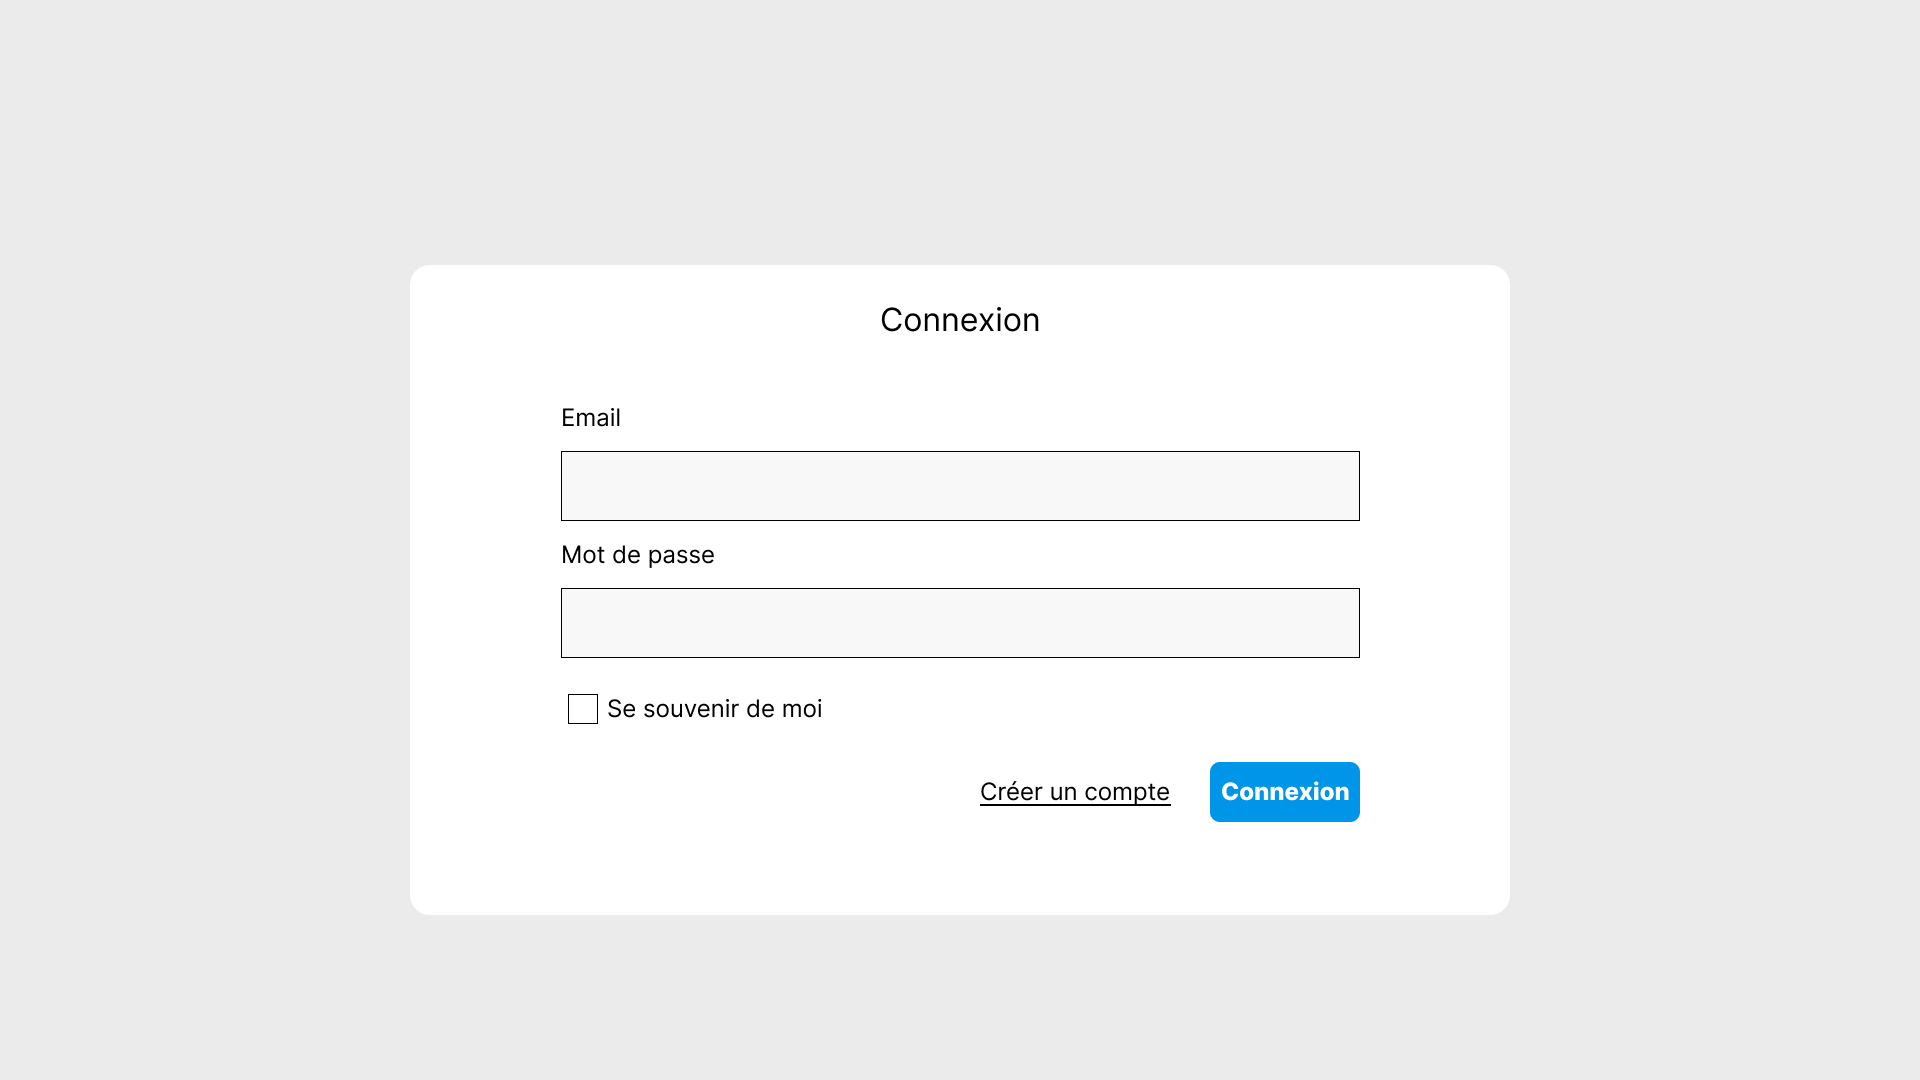 Connexion
Email
Mot de passe
Se souvenir de moi
Créer un compte
Connexion